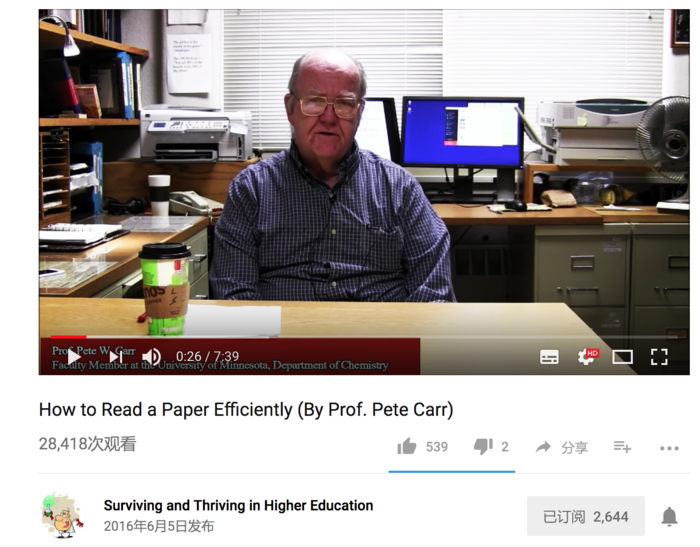 Prof. Pete W. Carr
0:26 / 7:39
HD
Faculty Member at the University of Minnesota, Department of Chemistry
How to Read a Paper Efficiently (By Prof. Pete Carr)
28,418次观看
539
2
分享
Surviving and Thriving in Higher Education
2016年6月5日发布
已订阅 2,644